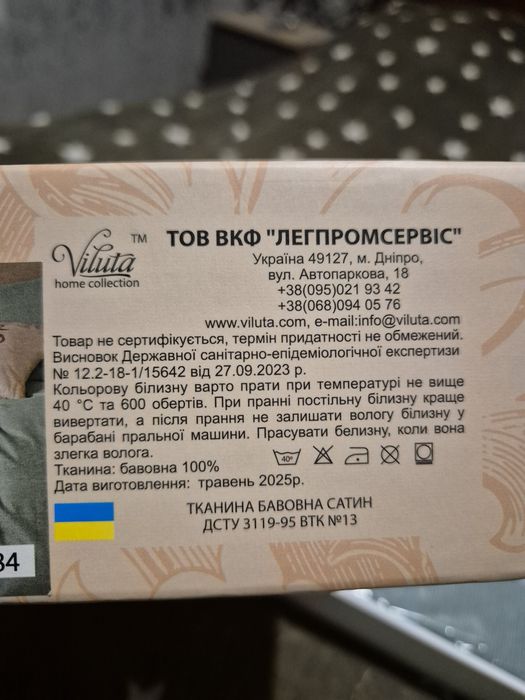 Viluta™
home collection
ТОВ ВКФ "ЛЕГПРОМСЕРВІС"
Україна 49127, м. Дніпро,
вул. Автопаркова, 18
+38(095)021 93 42
+38(068)094 05 76
www.viluta.com, e-mail:info@viluta.com
Товар не сертифікується, термін придатності не обмежений.
Висновок Державної санітарно-епідеміологічної експертизи
№ 12.2-18-1/15642 від 27.09.2023 р.
Кольорову білизну варто прати при температурі не вище
40 °С та 600 обертів. При пранні постільну білизну краще
вивертати, а після прання не залишати вологу білизну у
барабані пральної машини. Прасувати белизну, коли вона
злегка волога.
Тканина: бавовна 100%
40°
Дата виготовлення: травень 2025р.
ТКАНИНА БАВОВНА САТИН
ДСТУ 3119-95 ВТК №13
34